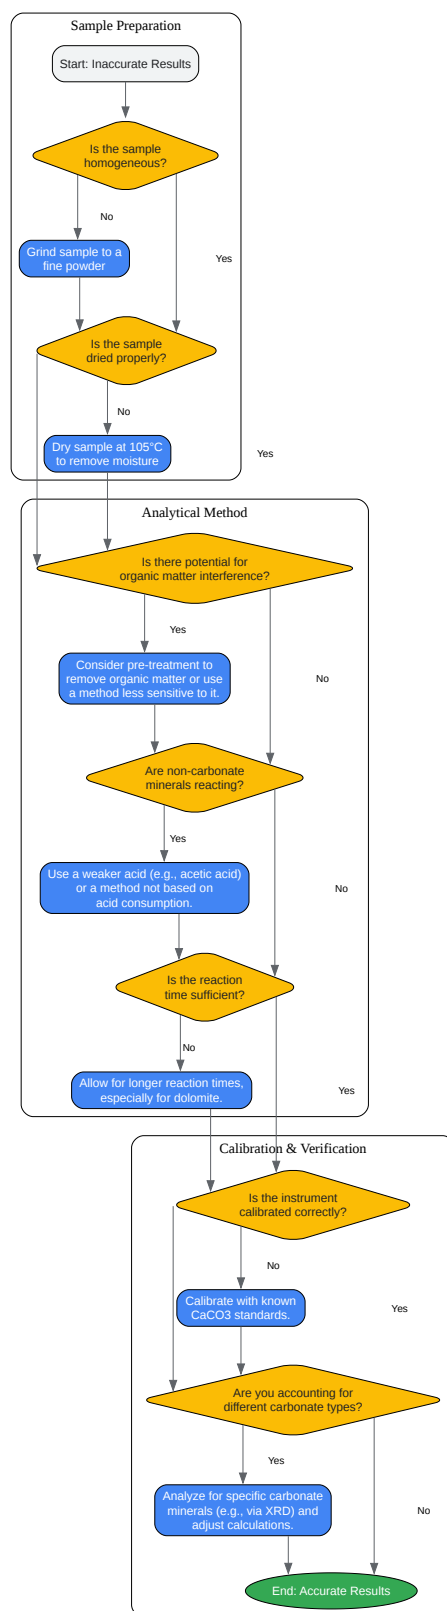 Sample Preparation
Start: Inaccurate Results
Is the sample
homogeneous?
No
Grind sample to a
fine powder
Yes
Is the sample
dried properly?
No
Dry sample at 105°C
to remove moisture
Yes
Analytical Method
Is there potential for
organic matter interference?
Yes
Consider pre-treatment to
remove organic matter or use
a method less sensitive to it.
No
Are non-carbonate
minerals reacting?
Yes
Use a weaker acid (e.g., acetic acid)
or a method not based on
acid consumption.
No
Is the reaction
time sufficient?
No
Allow for longer reaction times,
especially for dolomite.
Yes
Calibration & Verification
Is the instrument
calibrated correctly?
No
Calibrate with known
CaCO3 standards.
Yes
Are you accounting for
different carbonate types?
Yes
Analyze for specific carbonate
minerals (e.g., via XRD) and
adjust calculations.
No
End: Accurate Results